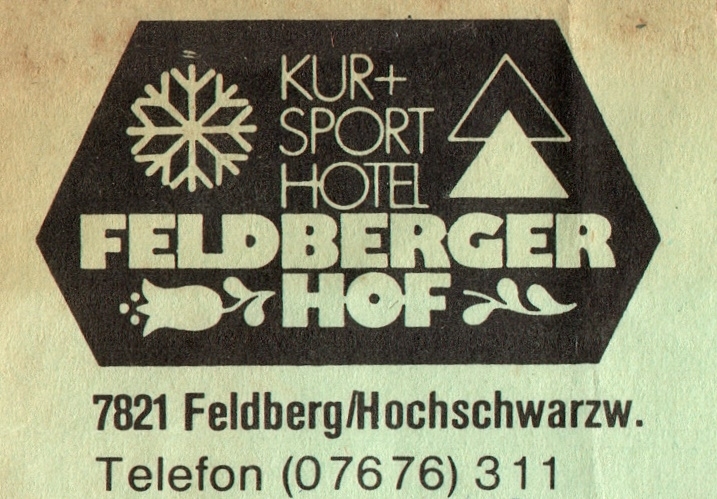 KUR+
SPORT
HOTEL
FELDBERGER
HOF
7821 Feldberg/Hochschwarzw.
Telefon (07676) 311